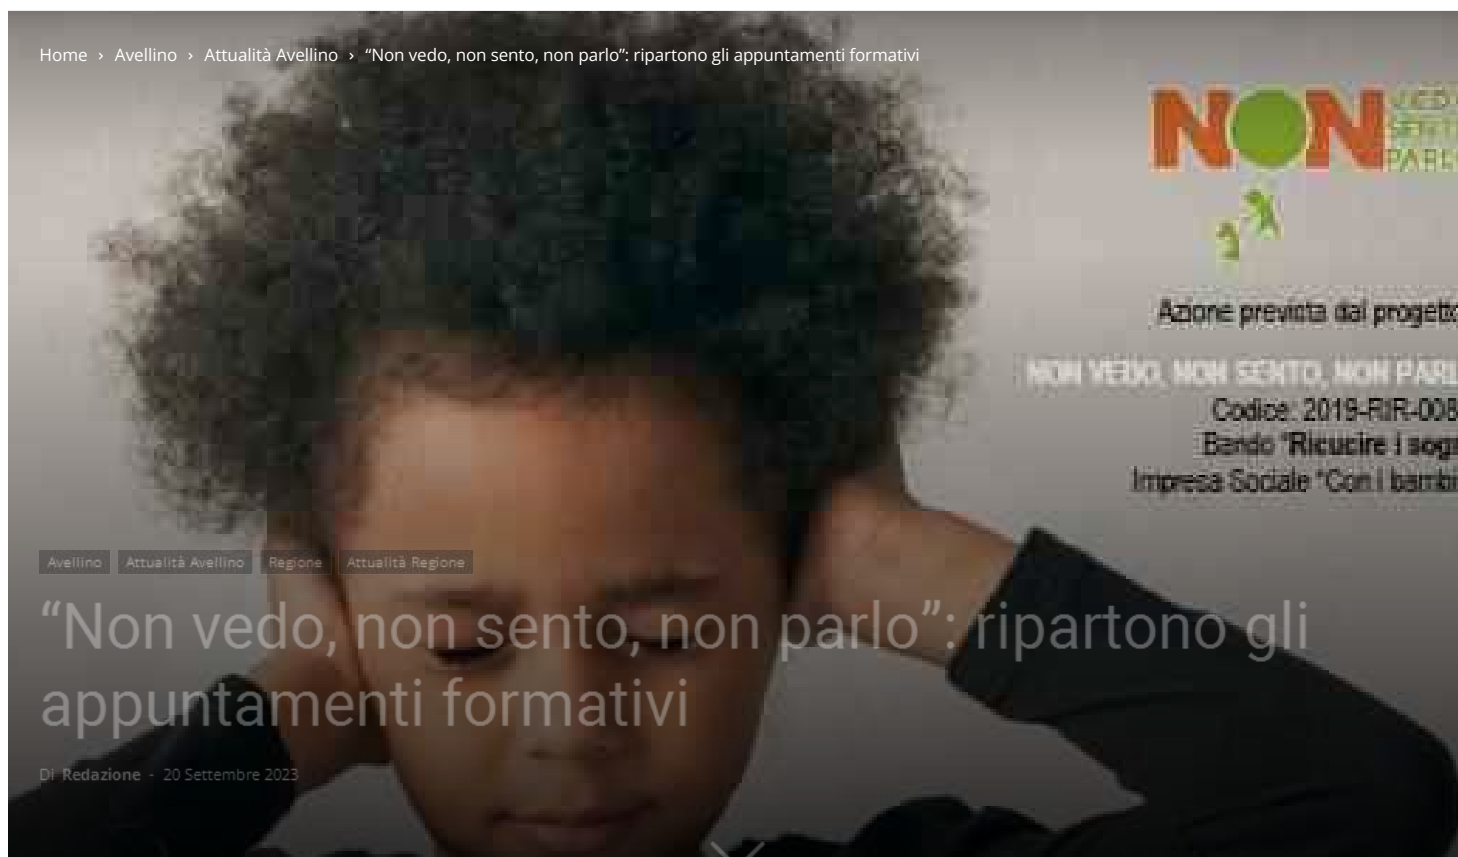 Home › Avellino › Attualità Avellino › “Non vedo, non sento, non parlo”: ripartono gli appuntamenti formativi
NON
Azione prevista dal progetto
NON VEDO, NON SENTO, NON PARL
Codice: 2019-RIR-008
Bando "Ricucire i sog
Impresa Sociale "Con i bambi
Avellino Attualità Avellino Regione Attualità Regione
“Non vedo, non sento, non parlo”: ripartono gli
appuntamenti formativi
Di Redazione - 20 Settembre 2023